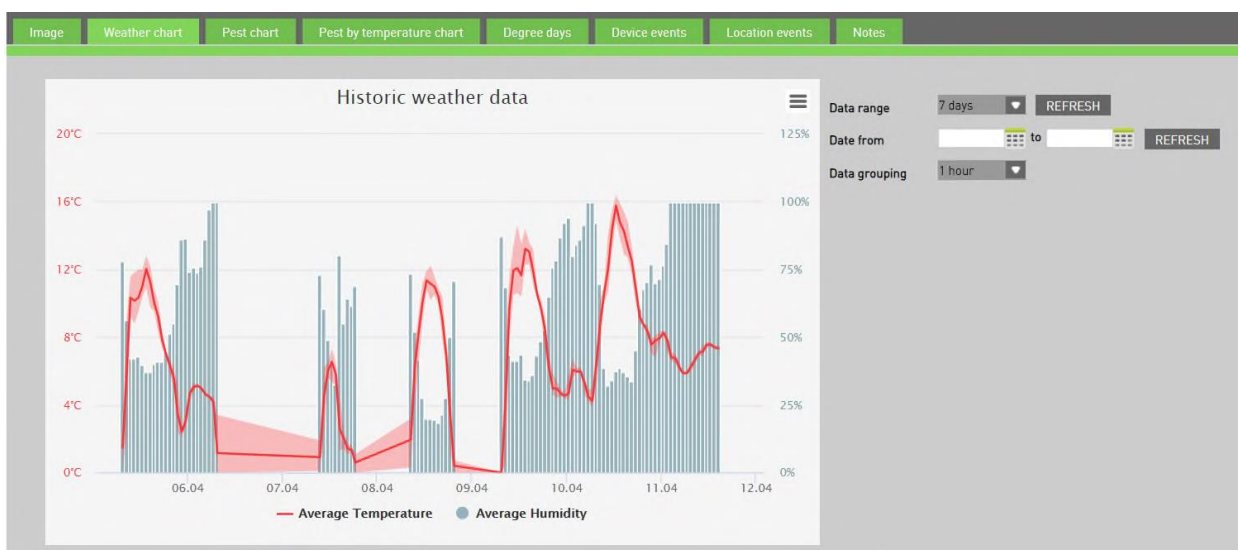 Image Weather chart Pest chart Pest by temperature chart Degree days Device events Location events Notes
Historic weather data
20°C 125%
16°C 100%
12°C 75%
8°C 50%
4°C 25%
0°C 0%
06.04 07.04 08.04 09.04 10.04 11.04 12.04
Average Temperature Average Humidity
Data range 7 days REFRESH
Date from to REFRESH
Data grouping 1 hour